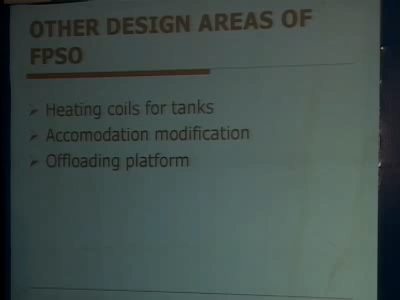 OTHER DESIGN AREAS OF
FPSO
Heating coils for tanks
Accomodation modification
Offloading platform